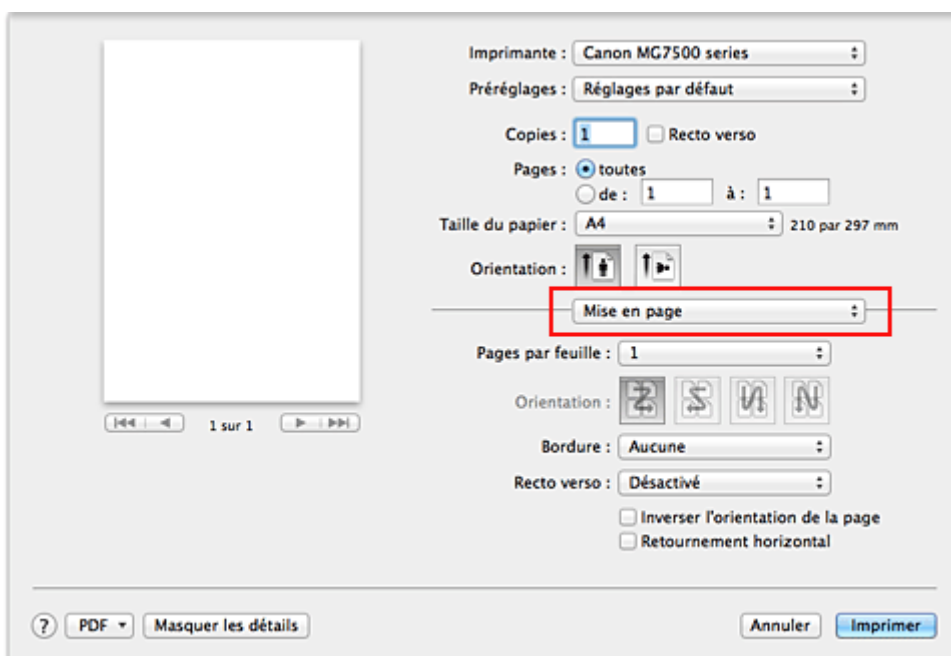 Imprimante : Canon MG7500 series
Préréglages : Réglages par défaut
Copies : 1 Recto verso
Pages : toutes
de : 1 à : 1
Taille du papier : A4 210 par 297 mm
Orientation :
Mise en page
Pages par feuille : 1
Orientation :
Bordure : Aucune
Recto verso : Désactivé
Inverser l'orientation de la page
Retournement horizontal
1 sur 1
? PDF Masquer les détails Annuler Imprimer